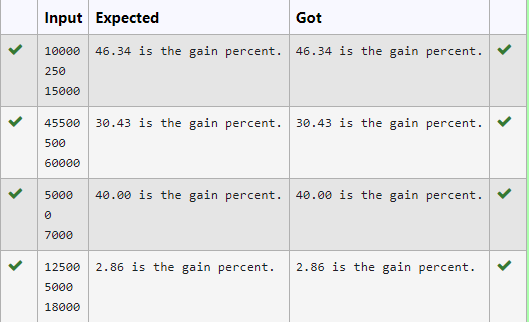 Input Expected Got
10000 46.34 is the gain percent. 46.34 is the gain percent.
250
15000
45500 30.43 is the gain percent. 30.43 is the gain percent.
500
60000
5000 40.00 is the gain percent. 40.00 is the gain percent.
0
7000
12500 2.86 is the gain percent. 2.86 is the gain percent.
5000
18000